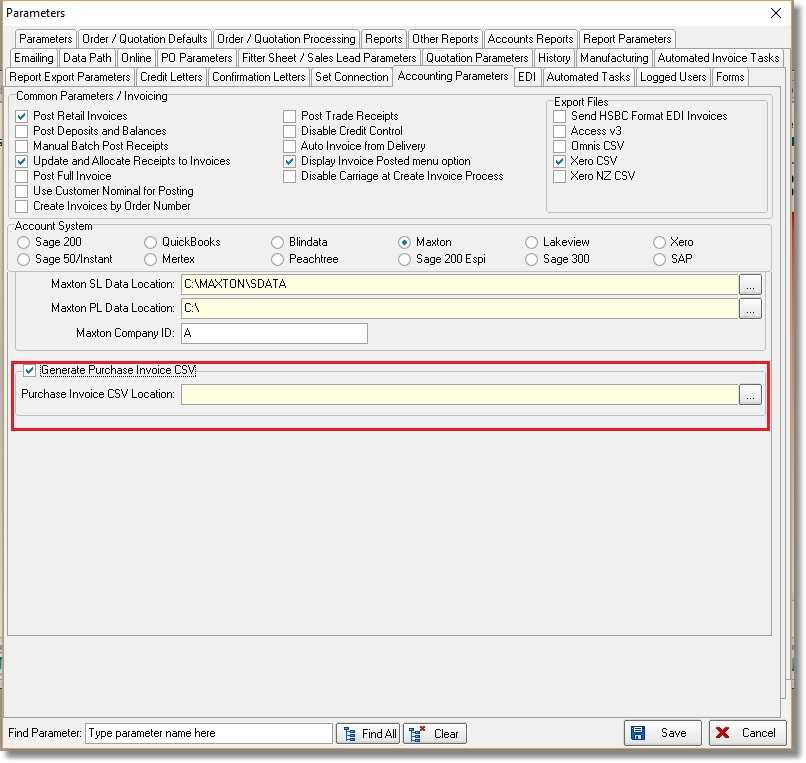 Parameters
Parameters Order / Quotation Defaults Order / Quotation Processing Reports Other Reports Accounts Reports Report Parameters
Emailing Data Path Online PO Parameters Fitter Sheet / Sales Lead Parameters Quotation Parameters History Manufacturing Automated Invoice Tasks
Report Export Parameters Credit Letters Confirmation Letters Set Connection Accounting Parameters EDI Automated Tasks Logged Users Forms
Common Parameters / Invoicing
Post Retail Invoices
Post Deposits and Balances
Manual Batch Post Receipts
Update and Allocate Receipts to Invoices
Post Full Invoice
Use Customer Nominal for Posting
Create Invoices by Order Number
Post Trade Receipts
Disable Credit Control
Auto Invoice from Delivery
Display Invoice Posted menu option
Disable Carriage at Create Invoice Process
Export Files
Send HSBC Format EDI Invoices
Access v3
Omnis CSV
Xero CSV
Xero NZ CSV
Account System
Sage 200 QuickBooks Blindata Maxton Lakeview Xero
Sage 50/Instant Mertex Peachtree Sage 200 Espi Sage 300 SAP
Maxton SL Data Location: C:\MAXTON\SDATA ...
Maxton PL Data Location: C:\ ...
Maxton Company ID: A
Generate Purchase Invoice CSV
Purchase Invoice CSV Location: ...
Find Parameter: Type parameter name here Find All Clear Save Cancel